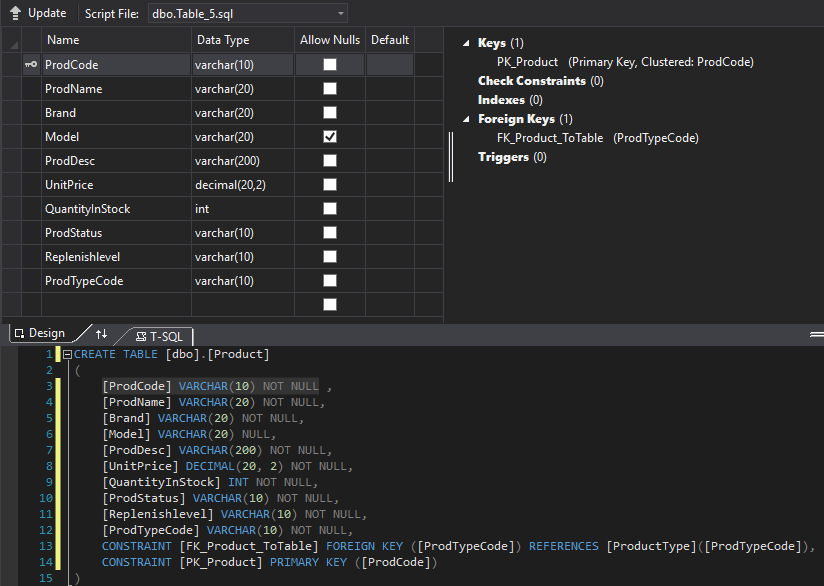 Update Script File: dbo.Table_5.sql
Name Data Type Allow Nulls Default
ProdCode varchar(10)
ProdName varchar(20)
Brand varchar(20)
Model varchar(20)
ProdDesc varchar(200)
UnitPrice decimal(20,2)
QuantityInStock int
ProdStatus varchar(10)
Replenishlevel varchar(10)
ProdTypeCode varchar(10)
Keys (1)
PK_Product (Primary Key, Clustered: ProdCode)
Check Constraints (0)
Indexes (0)
Foreign Keys (1)
FK_Product_ToTable (ProdTypeCode)
Triggers (0)
Design T-SQL
1 CREATE TABLE [dbo].[Product]
2 (
3 [ProdCode] VARCHAR(10) NOT NULL ,
4 [ProdName] VARCHAR(20) NOT NULL,
5 [Brand] VARCHAR(20) NOT NULL,
6 [Model] VARCHAR(20) NULL,
7 [ProdDesc] VARCHAR(200) NOT NULL,
8 [UnitPrice] DECIMAL(20, 2) NOT NULL,
9 [QuantityInStock] INT NOT NULL,
10 [ProdStatus] VARCHAR(10) NOT NULL,
11 [Replenishlevel] VARCHAR(10) NOT NULL,
12 [ProdTypeCode] VARCHAR(10) NOT NULL,
13 CONSTRAINT [FK_Product_ToTable] FOREIGN KEY ([ProdTypeCode]) REFERENCES [ProductType]([ProdTypeCode]),
14 CONSTRAINT [PK_Product] PRIMARY KEY ([ProdCode])
15 )